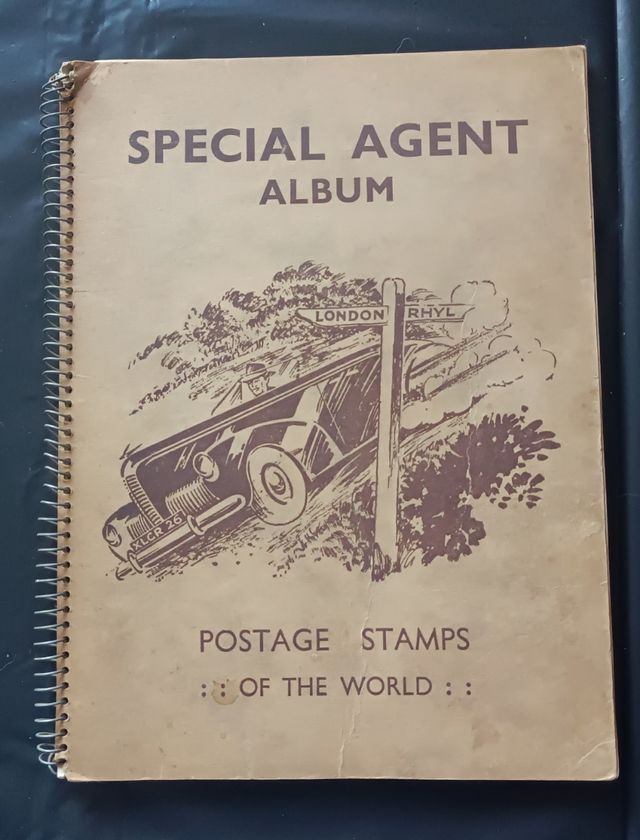 SPECIAL AGENT
ALBUM
LONDON RHYL
XLCR 26
POSTAGE STAMPS
: : OF THE WORLD : :